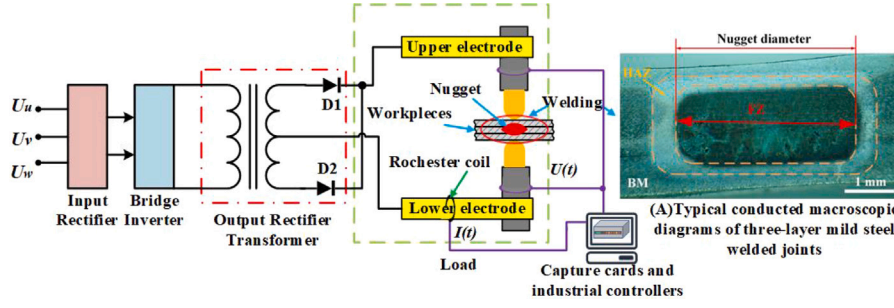 Uu
Uv
Uw
Input
Rectifier
Bridge
Inverter
D1
D2
Output Rectifier
Transformer
Upper electrode
Nugget
Welding
Workpieces
Rochester coil
U(t)
Lower electrode
I(t)
Load
Capture cards and
industrial controllers
Nugget diameter
HAZ
FZ
BM
1 mm
(A)Typical conducted macroscopic
diagrams of three-layer mild steel
welded joints